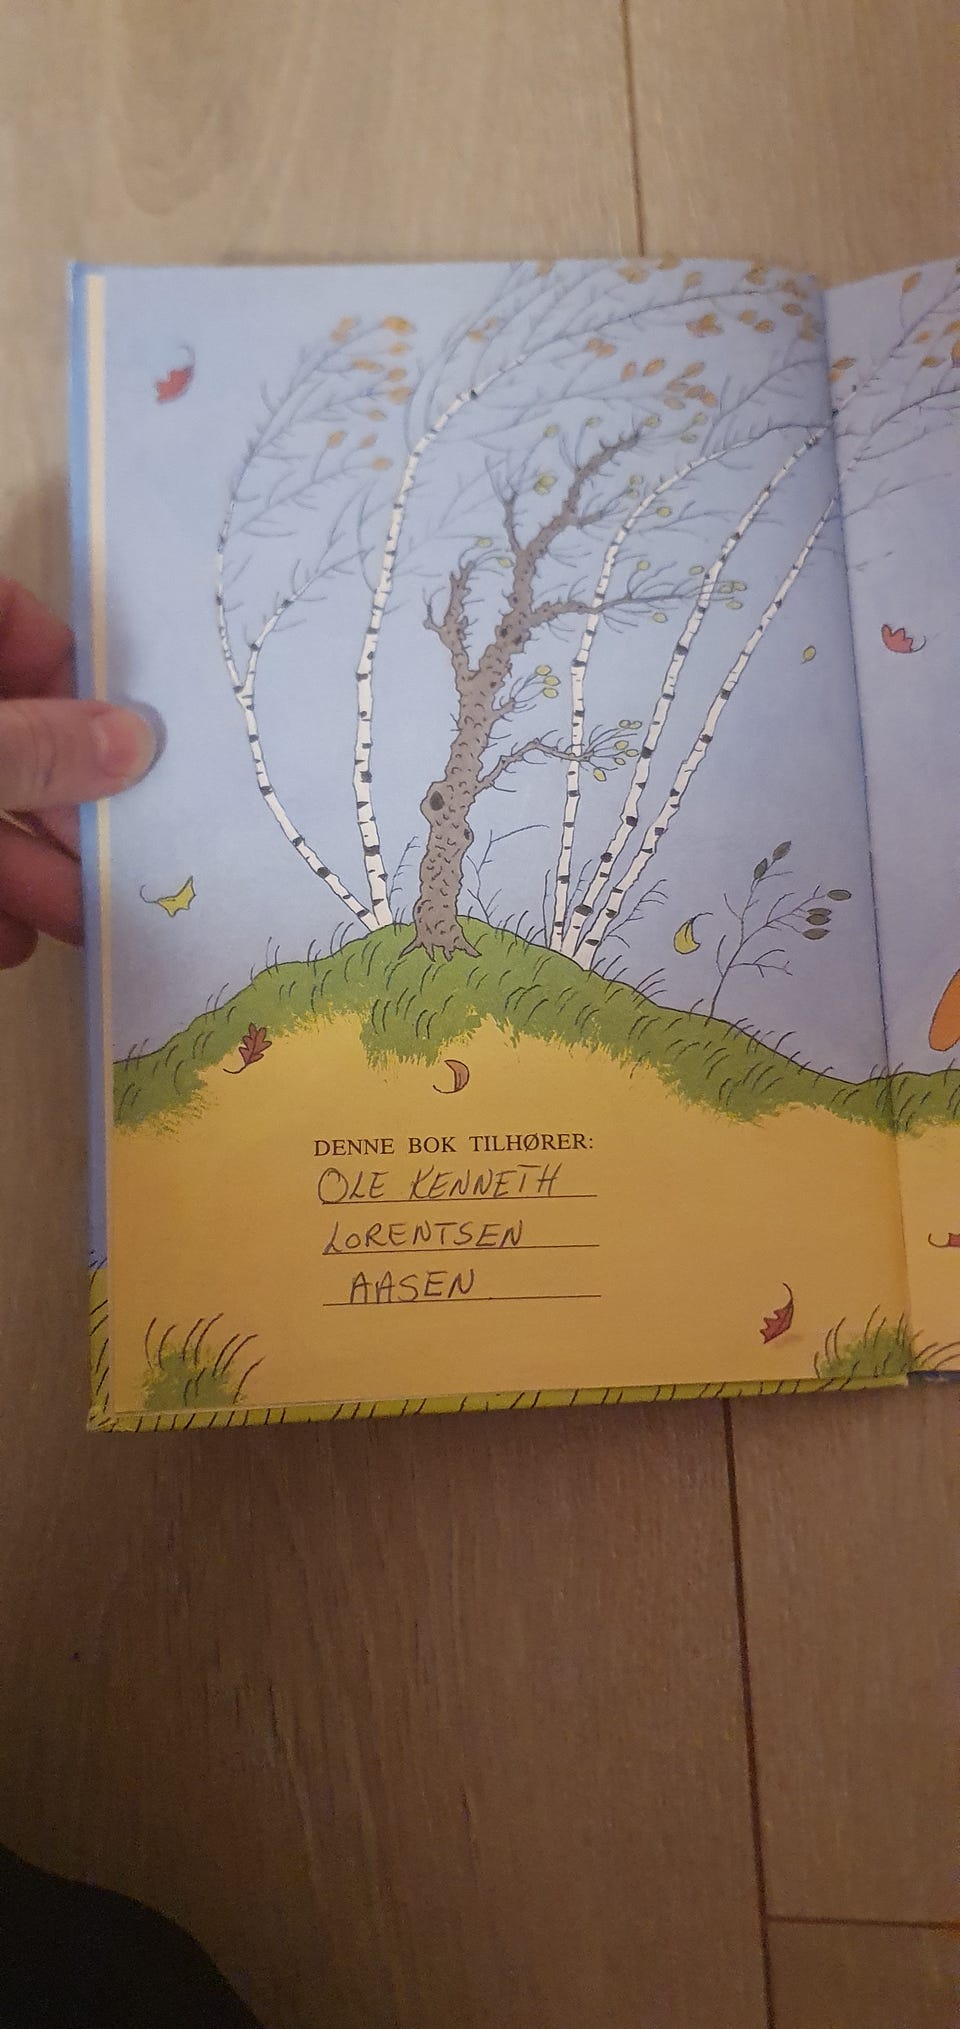 DENNE BOK TILHØRER:
OLE KENNETH
LORENTSEN
AASEN